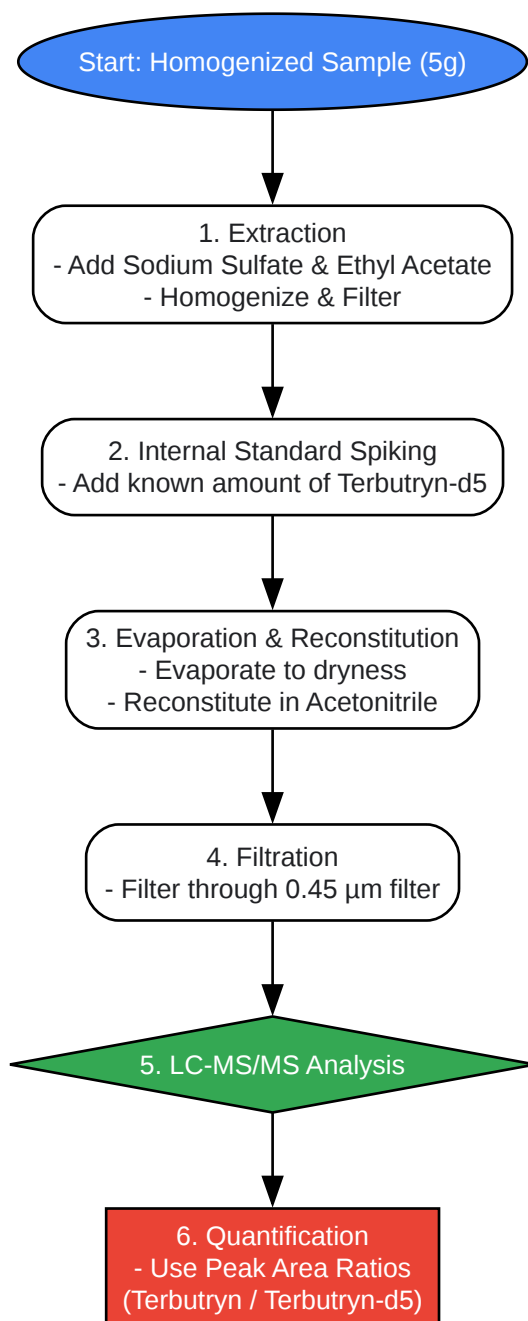 Start: Homogenized Sample (5g)
1. Extraction
- Add Sodium Sulfate & Ethyl Acetate
- Homogenize & Filter
2. Internal Standard Spiking
- Add known amount of Terbutryn-d5
3. Evaporation & Reconstitution
- Evaporate to dryness
- Reconstitute in Acetonitrile
4. Filtration
- Filter through 0.45 µm filter
5. LC-MS/MS Analysis
6. Quantification
- Use Peak Area Ratios
(Terbutryn / Terbutryn-d5)